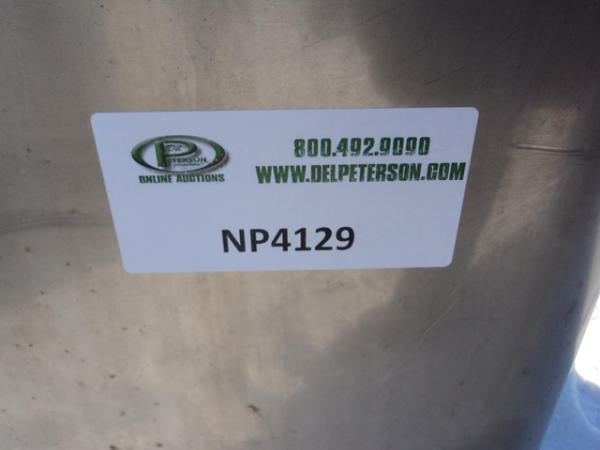 Del
PETERSON
ONLINE AUCTIONS
800.492.9090
WWW.DELPETERSON.COM
NP4129